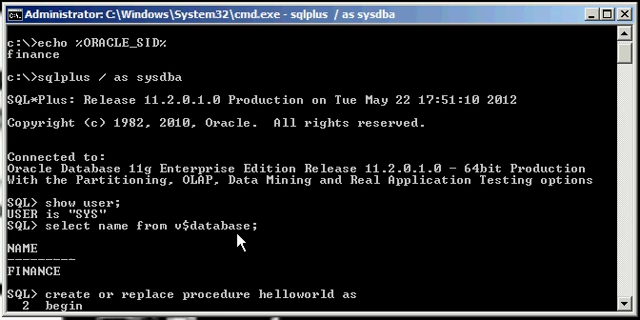 Administrator: C:\Windows\System32\cmd.exe - sqlplus / as sysdba
c:\>echo %ORACLE_SID%
finance
c:\>sqlplus / as sysdba
SQL*Plus: Release 11.2.0.1.0 Production on Tue May 22 17:51:10 2012
Copyright (c) 1982, 2010, Oracle.  All rights reserved.
Connected to:
Oracle Database 11g Enterprise Edition Release 11.2.0.1.0 - 64bit Production
With the Partitioning, OLAP, Data Mining and Real Application Testing options
SQL> show user;
USER is "SYS"
SQL> select name from v$database;
NAME
---------
FINANCE
SQL> create or replace procedure helloworld as
  2  begin